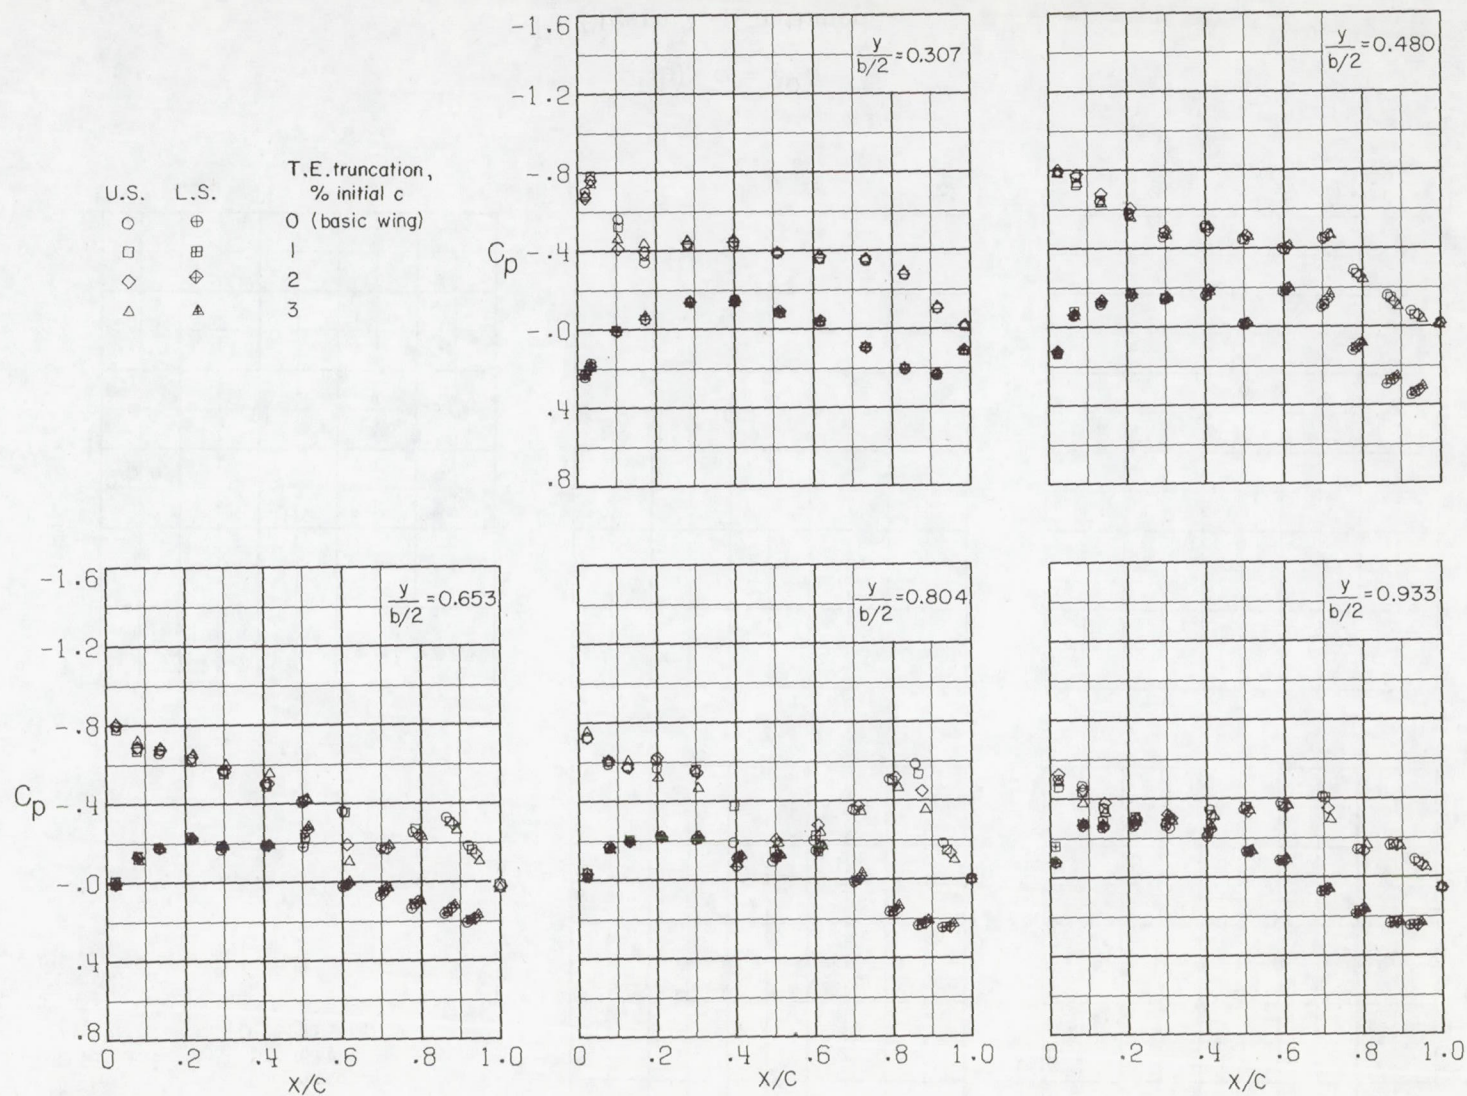 T.E. truncation,
U.S. L.S. % initial c
0 (basic wing)
1
2
3
-1.6
-1.2
-.8
Cp -.4
-.0
.4
.8
y
b/2 =0.307
y
b/2 =0.480
-1.6
-1.2
-.8
Cp -.4
-.0
.4
.8
0 .2 .4 .6 .8 1.0
X/C
y
b/2 =0.653
y
b/2 =0.804
0 .2 .4 .6 .8 1.0
X/C
y
b/2 =0.933
0 .2 .4 .6 .8 1.0
X/C